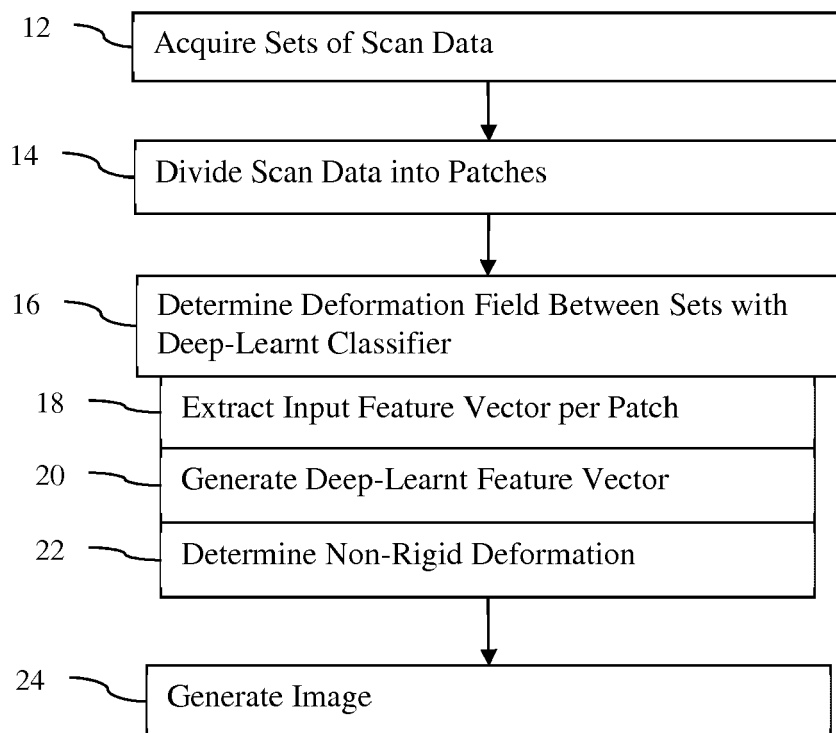 12
Acquire Sets of Scan Data
14
Divide Scan Data into Patches
16
Determine Deformation Field Between Sets with
Deep-Learnt Classifier
18
Extract Input Feature Vector per Patch
20
Generate Deep-Learnt Feature Vector
22
Determine Non-Rigid Deformation
24
Generate Image